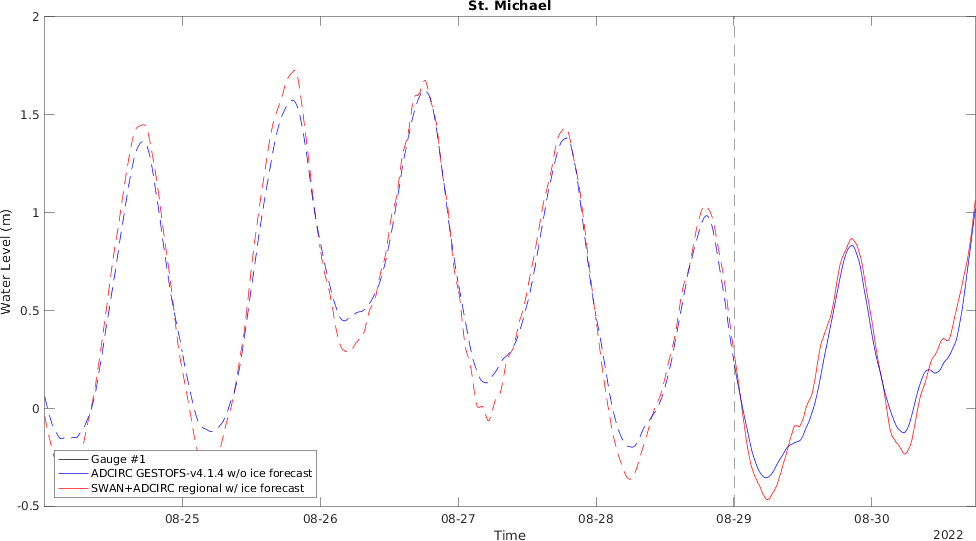 St. Michael
2
1.5
1
0.5
0
-0.5
Water Level (m)
Gauge #1
ADCIRC GESTOFS-v4.1.4 w/o ice forecast
SWAN+ADCIRC regional w/ ice forecast
08-25 08-26 08-27 08-28 08-29 08-30
Time
2022